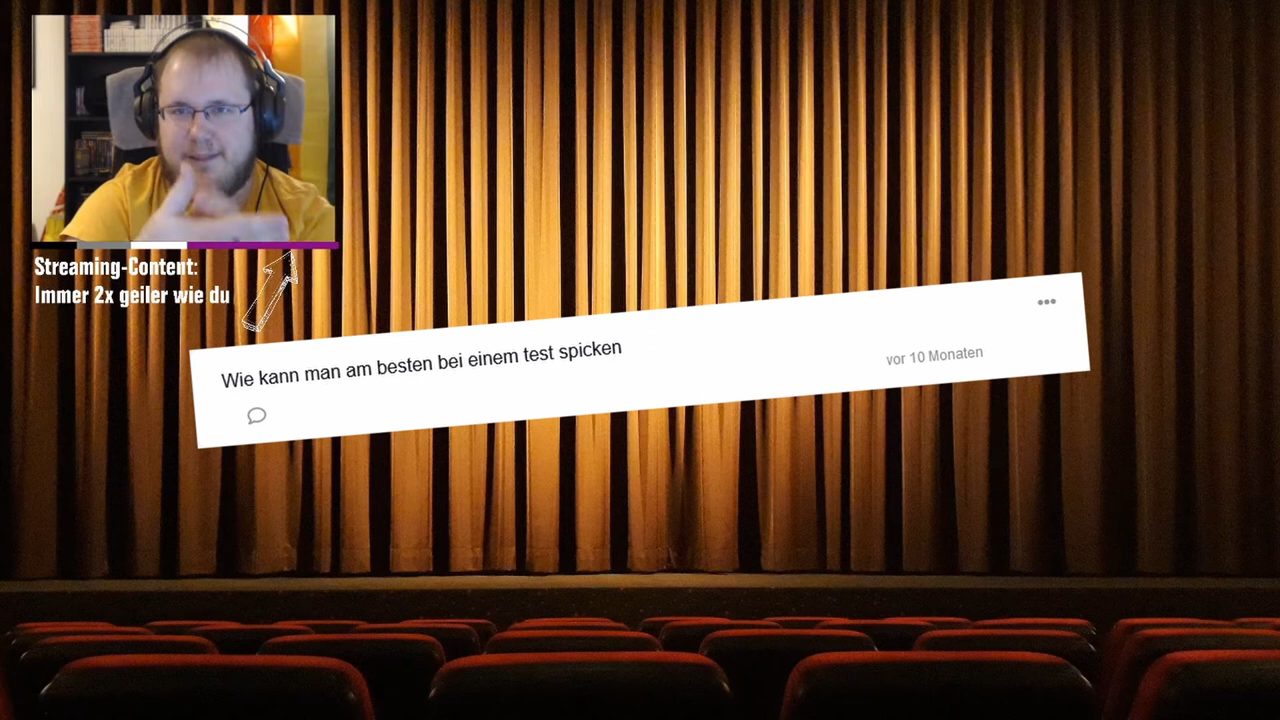 Streaming-Content:
Immer 2x geiler wie du
Wie kann man am besten bei einem test spicken
vor 10 Monaten